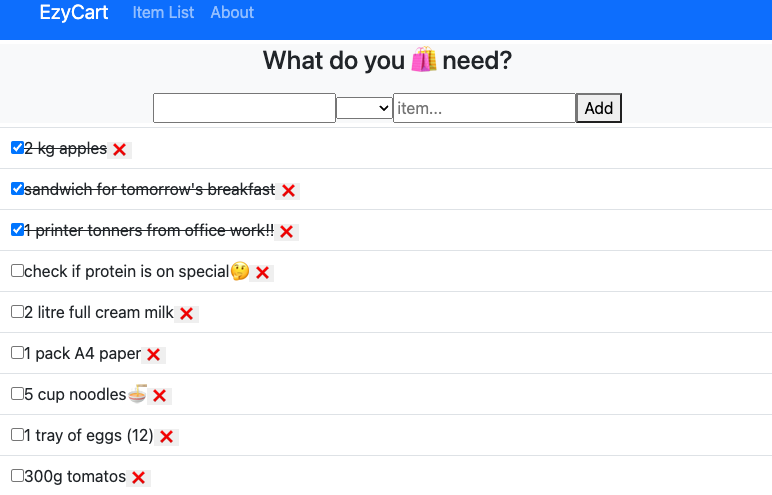 EzyCart Item List About
What do you 🛍️ need?
item... Add
2 kg apples ❌
sandwich for tomorrow's breakfast ❌
1 printer tonners from office work!! ❌
check if protein is on special🤔 ❌
2 litre full cream milk ❌
1 pack A4 paper ❌
5 cup noodles🍜 ❌
1 tray of eggs (12) ❌
300g tomatos ❌